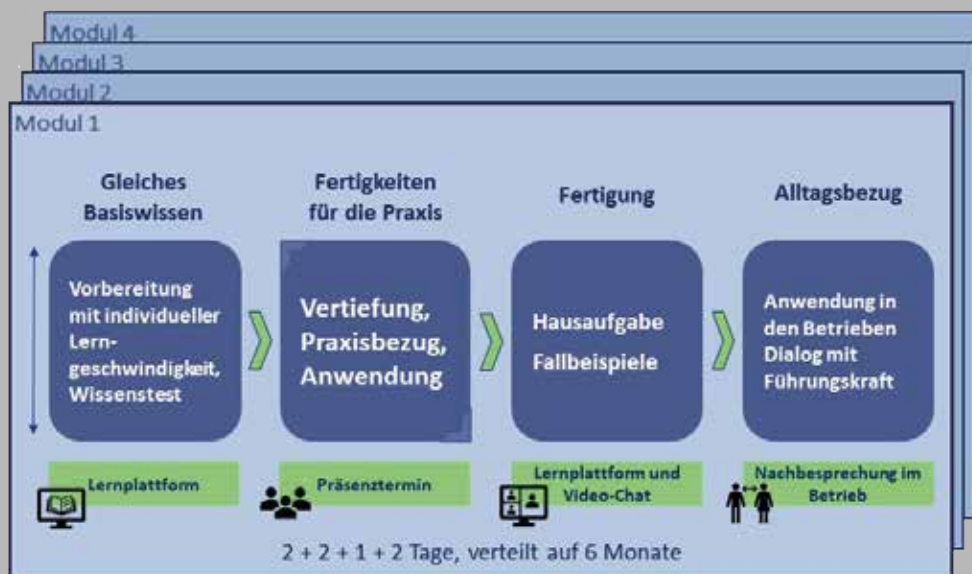 Modul 4
Modul 3
Modul 2
Modul 1
Gleiches
Basiswissen
Vorbereitung
mit individueller
Lern-
geschwindigkeit,
Wissenstest
Lernplattform
Fertigkeiten
für die Praxis
Vertiefung,
Praxisbezug,
Anwendung
Präsenztermin
Fertigung
Hausaufgabe
Fallbeispiele
Lernplattform und
Video-Chat
Alltagsbezug
Anwendung in
den Betrieben
Dialog mit
Führungskraft
Nachbesprechung im
Betrieb
2 + 2 + 1 + 2 Tage, verteilt auf 6 Monate